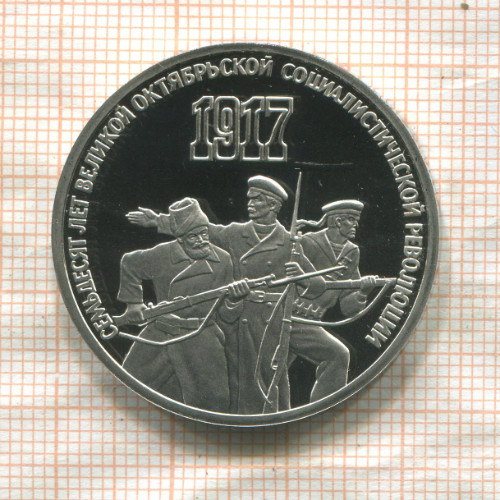 СЕМЬДЕСЯТ ЛЕТ ВЕЛИКОЙ ОКТЯБРЬСКОЙ СОЦИАЛИСТИЧЕСКОЙ РЕВОЛЮЦИИ
1917